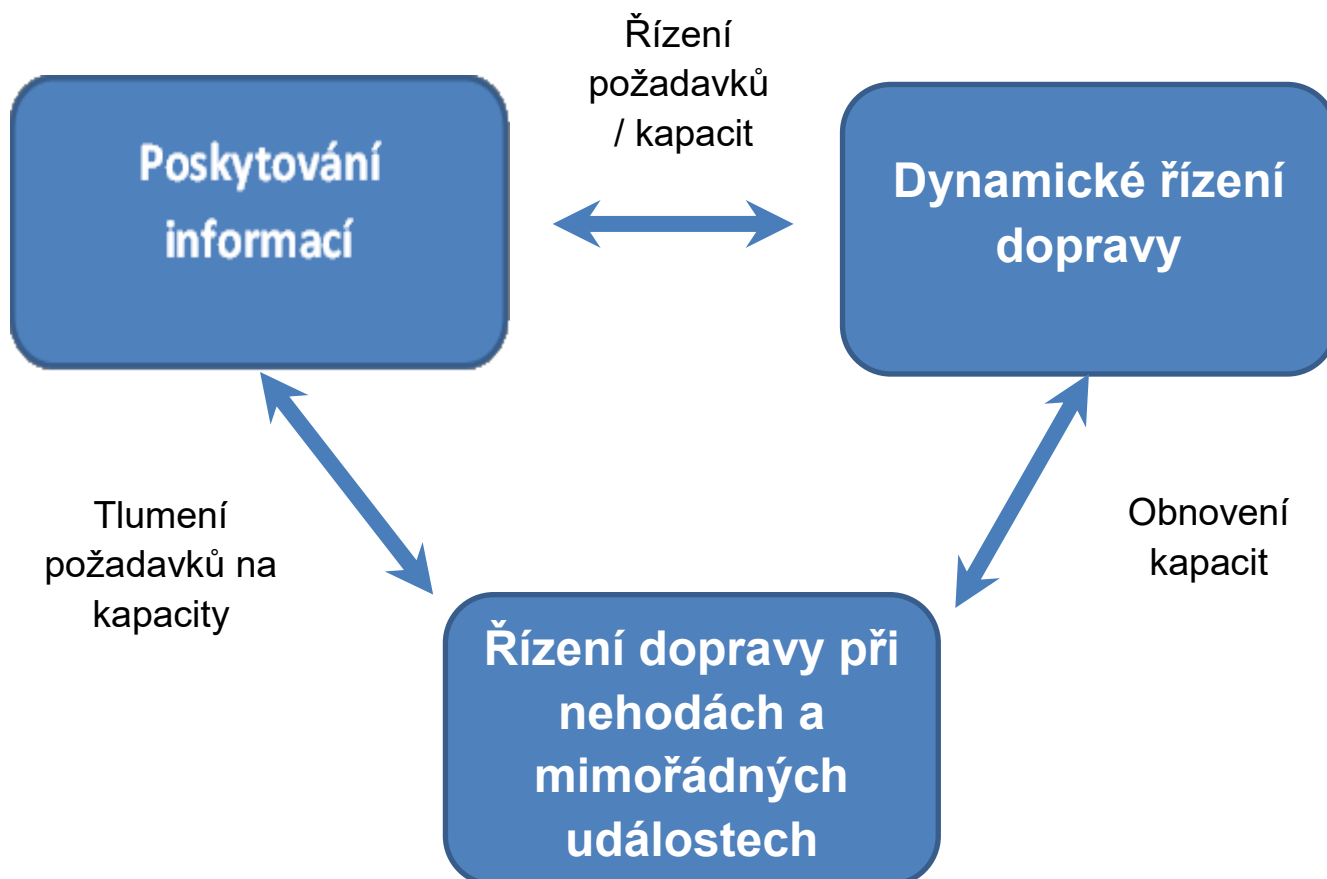 Řízení
požadavků
/ kapacit
Poskytování
informací
Dynamické řízení
dopravy
Tlumení
požadavků na
kapacity
Obnovení
kapacit
Řízení dopravy při
nehodách a
mimořádných
událostech